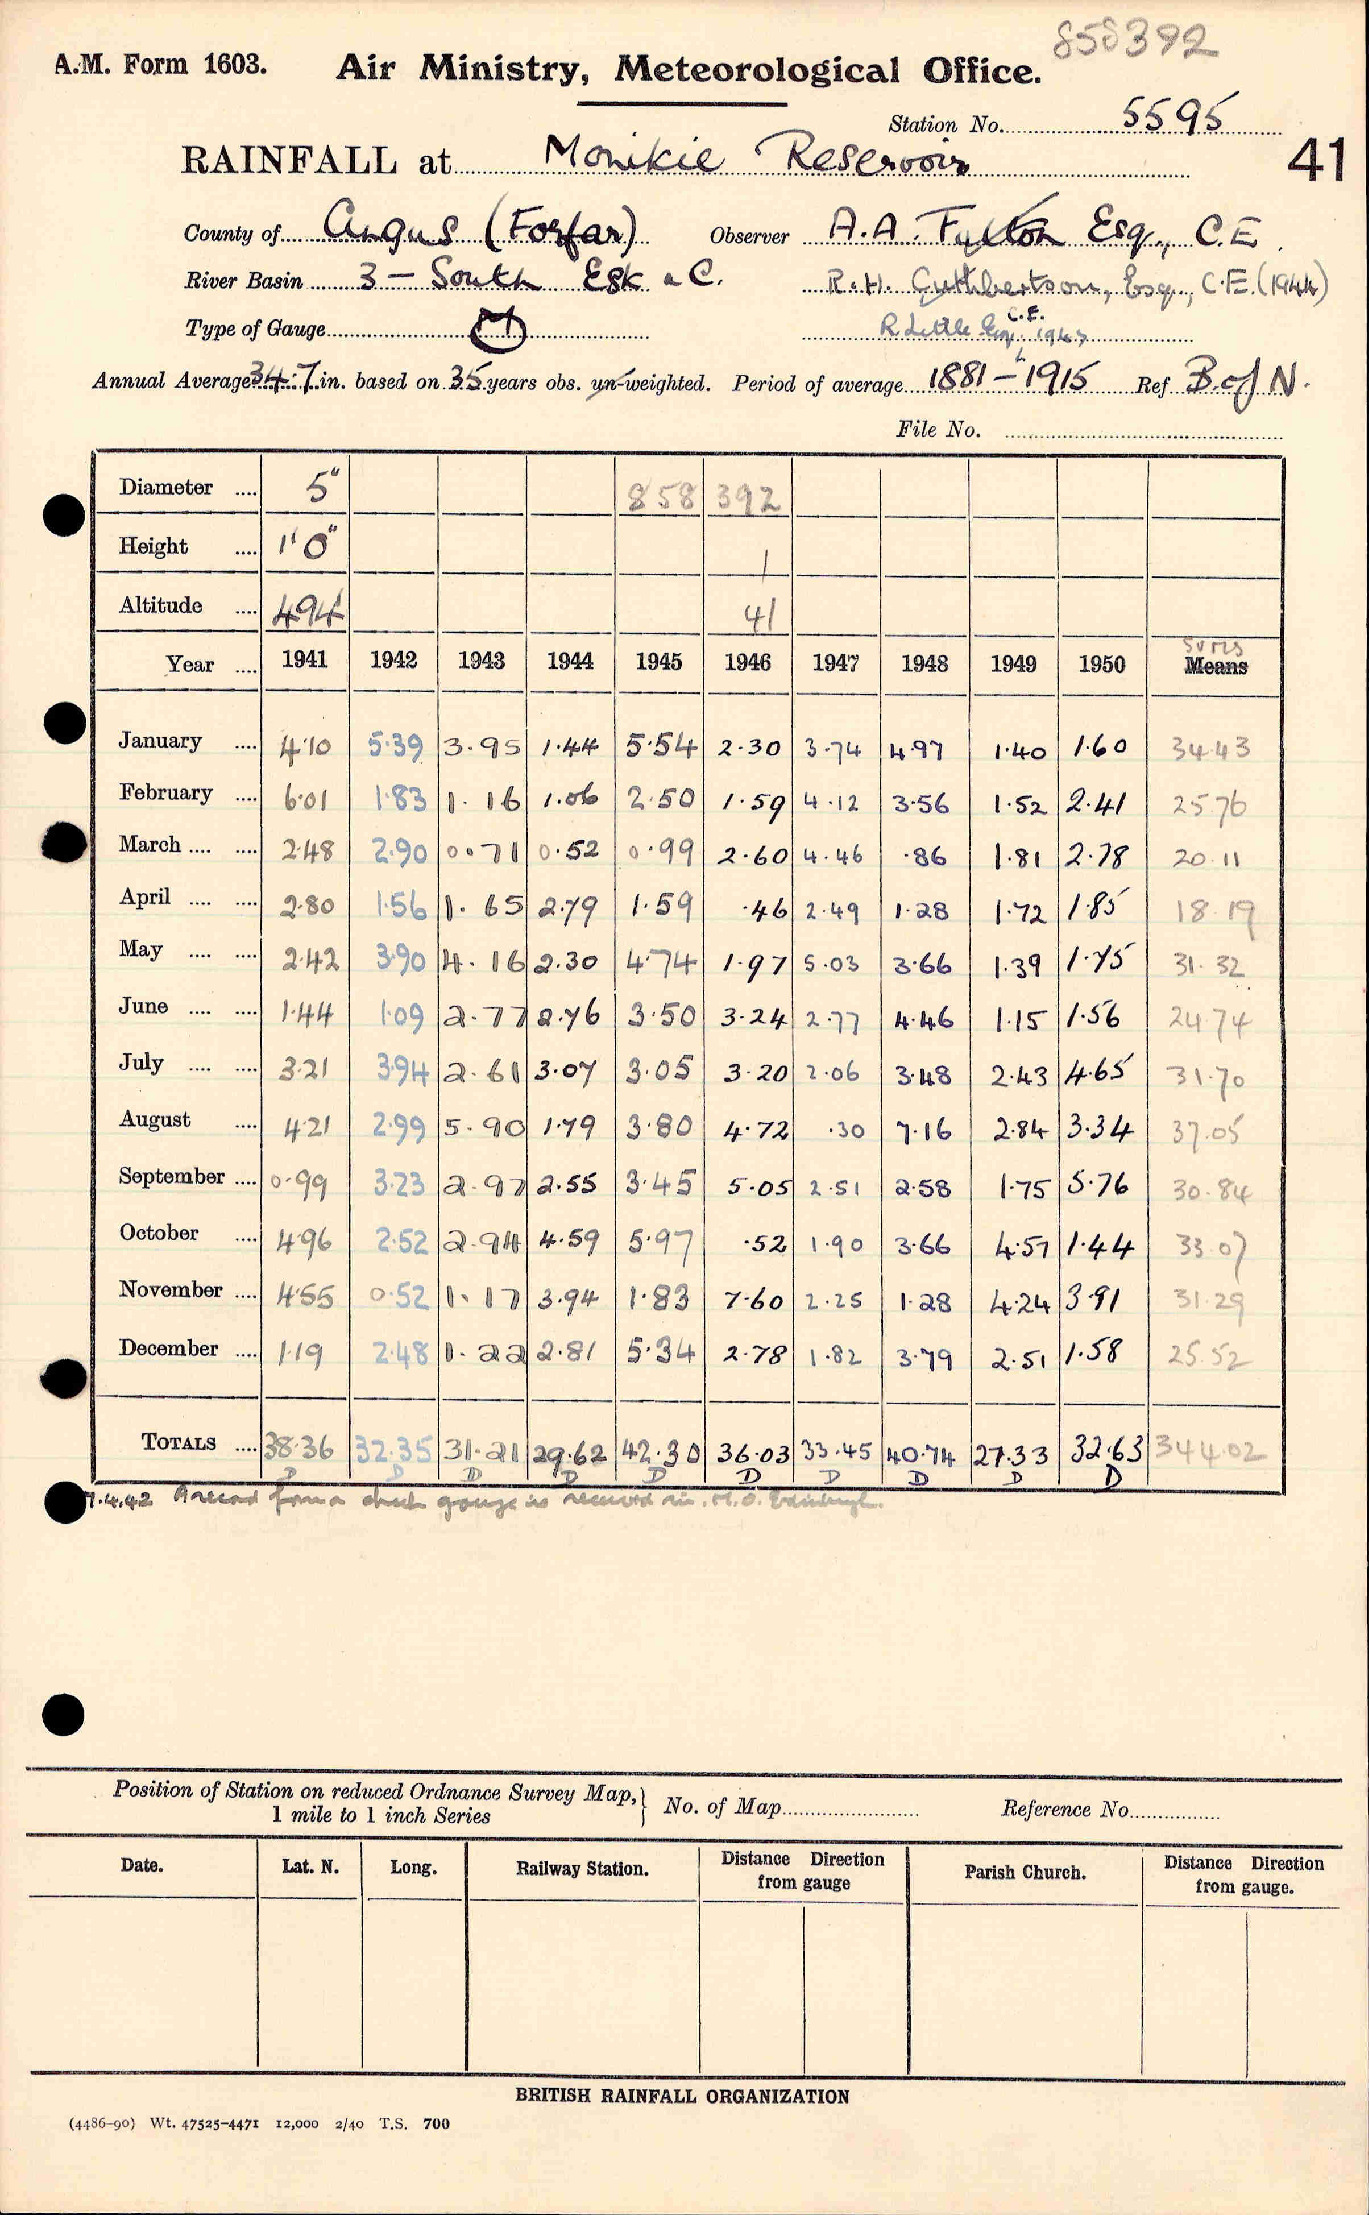 858392
A.M. Form 1603. Air Ministry, Meteorological Office.
Station No. 5595
RAINFALL at Monikie Reservoir 41
County of Angus (Forfar) Observer A.A. Fulton Esq., C.E.
River Basin 3 – South Esk &c. R.H. Cuthbertson, Esq., C.E. (1944)
Type of Gauge M R Little Esq, C.E. 1947
Annual Average 34.7 in. based on 35 years obs. un-weighted. Period of average 1881–1915 Ref B. of N.
File No.
Diameter .... 5" 858 392
Height .... 1'0" 1
Altitude .... 494 41
Year .... 1941 1942 1943 1944 1945 1946 1947 1948 1949 1950 Sums Means
January .... 4·10 5·39 3.95 1.44 5·54 2·30 3·74 4·97 1·40 1·60 34·43
February .... 6·01 1·83 1.16 1.06 2·50 1·59 4·12 3·56 1·52 2·41 25·76
March .... .... 2·48 2·90 0.71 0·52 0·99 2·60 4·46 ·86 1·81 2·78 20·11
April .... .... 2·80 1·56 1.65 2·79 1·59 ·46 2·49 1·28 1·72 1·85 18·19
May .... .... 2·42 3·90 4.16 2·30 4·74 1·97 5·03 3·66 1·39 1·75 31·32
June .... .... 1·44 1·09 2.77 2·76 3·50 3·24 2·77 4·46 1·15 1·56 24·74
July .... .... 3·21 3·94 2.61 3·07 3·05 3·20 2·06 3·48 2·43 4·65 31·70
August .... 4·21 2·99 5.90 1·79 3·80 4·72 ·30 7·16 2·84 3·34 37·05
September .... 0·99 3·23 2.97 2·55 3·45 5·05 2·51 2·58 1·75 5·76 30·84
October .... 4·96 2·52 2.94 4·59 5·97 ·52 1·90 3·66 4·57 1·44 33·07
November .... 4·55 0·52 1.17 3·94 1·83 7·60 2·25 1·28 4·24 3·91 31·29
December .... 1·19 2·48 1.22 2·81 5·34 2·78 1·82 3·79 2·51 1·58 25·52
TOTALS .... 38·36 32·35 31·21 29·62 42·30 36·03 33·45 40·74 27·33 32·63 344·02
D D D D D D D D D D
7.4.42 A record from a check gauge is received in M.O. Edinburgh.
Position of Station on reduced Ordnance Survey Map, } No. of Map Reference No.
1 mile to 1 inch Series
Date. Lat. N. Long. Railway Station. Distance Direction from gauge Parish Church. Distance Direction from gauge.
BRITISH RAINFALL ORGANIZATION
(4486-90) Wt. 47525-4471 12,000 2/40 T.S. 700